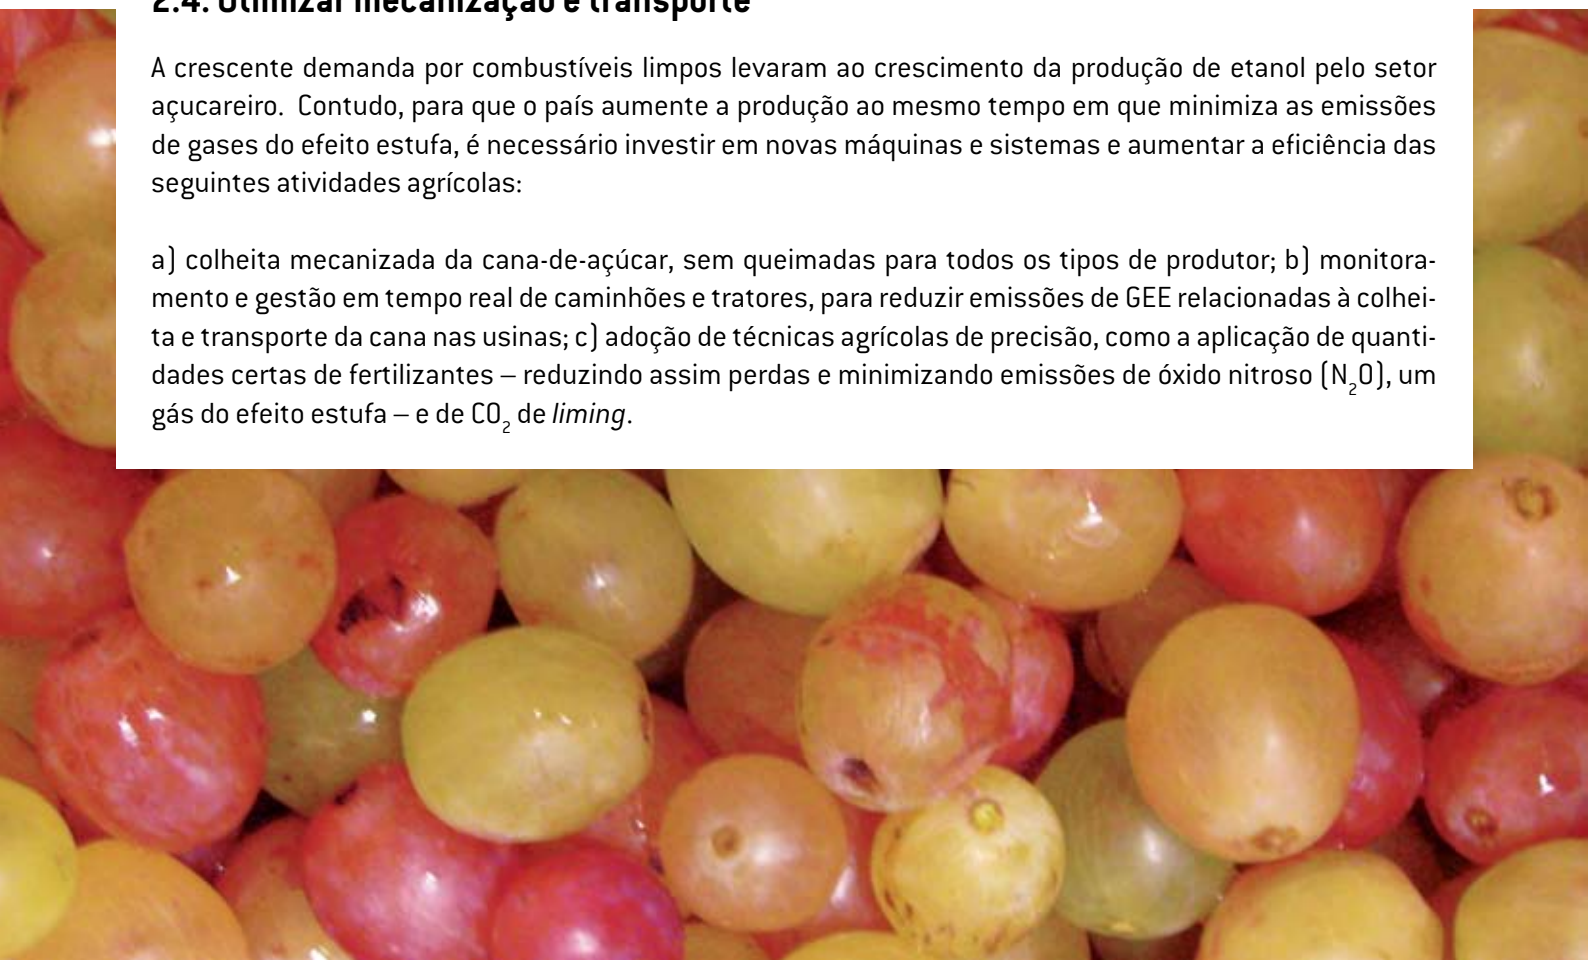 2.4. Otimizar mecanização e transporte
A crescente demanda por combustíveis limpos levaram ao crescimento da produção de etanol pelo setor
açucareiro. Contudo, para que o país aumente a produção ao mesmo tempo em que minimiza as emissões
de gases do efeito estufa, é necessário investir em novas máquinas e sistemas e aumentar a eficiência das
seguintes atividades agrícolas:
a) colheita mecanizada da cana-de-açúcar, sem queimadas para todos os tipos de produtor; b) monitora-
mento e gestão em tempo real de caminhões e tratores, para reduzir emissões de GEE relacionadas à colhei-
ta e transporte da cana nas usinas; c) adoção de técnicas agrícolas de precisão, como a aplicação de quanti-
dades certas de fertilizantes – reduzindo assim perdas e minimizando emissões de óxido nitroso (N₂O), um
gás do efeito estufa – e de CO₂ de liming.